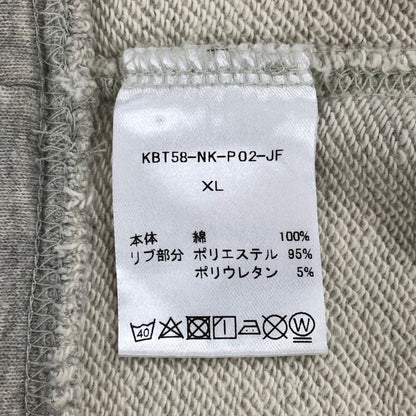 KBT58-NK-P02-JF
XL
本体 綿 100%
リブ部分 ポリエステル 95%
ポリウレタン 5%
40 W